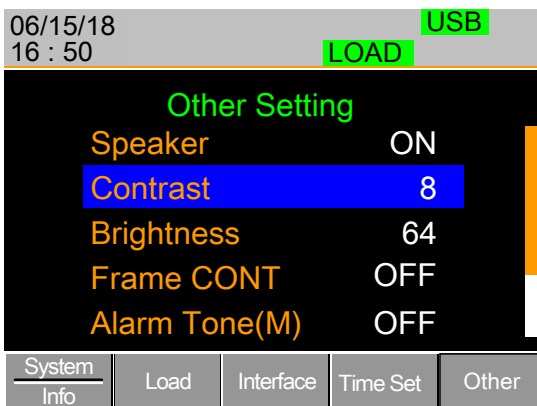 06/15/18
USB
16 : 50
LOAD
Other Setting
Speaker ON
Contrast 8
Brightness 64
Frame CONT OFF
Alarm Tone(M) OFF
System
Info
Load
Interface
Time Set
Other